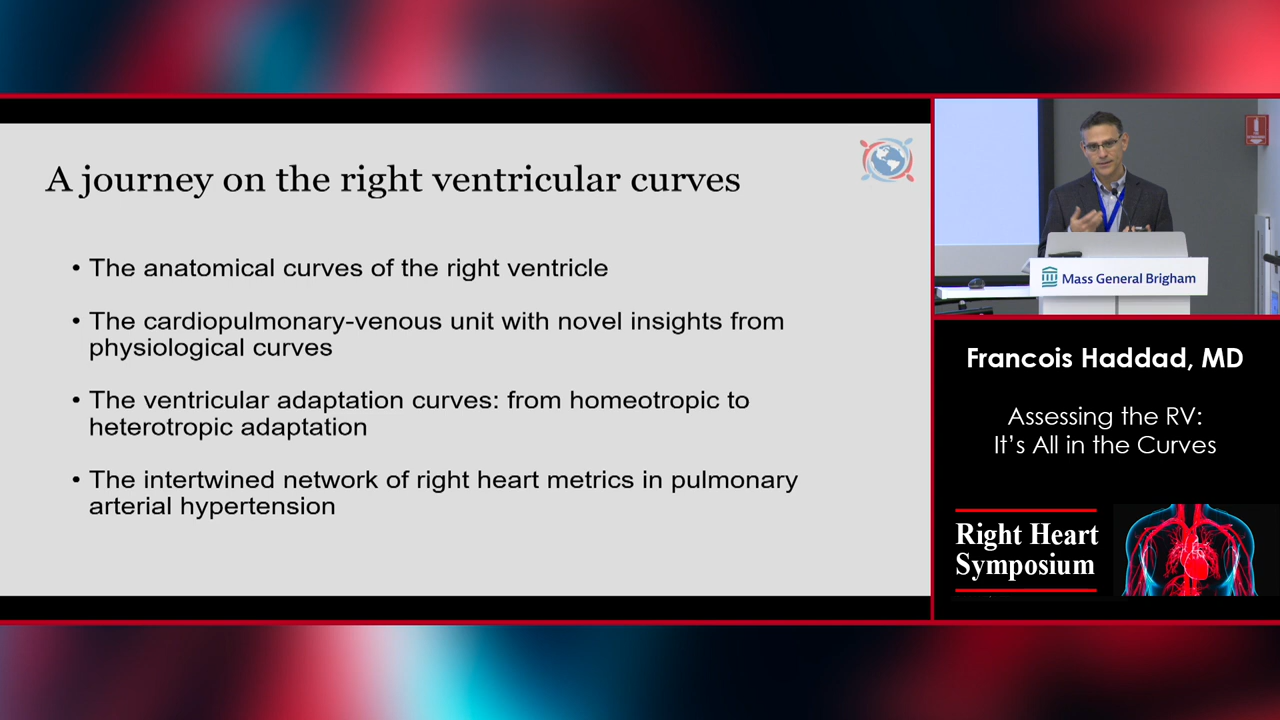 A journey on the right ventricular curves
• The anatomical curves of the right ventricle
• The cardiopulmonary-venous unit with novel insights from
physiological curves
• The ventricular adaptation curves: from homeotropic to
heterotropic adaptation
• The intertwined network of right heart metrics in pulmonary
arterial hypertension
Mass General Brigham
Francois Haddad, MD
Assessing the RV:
It's All in the Curves
Right Heart
Symposium